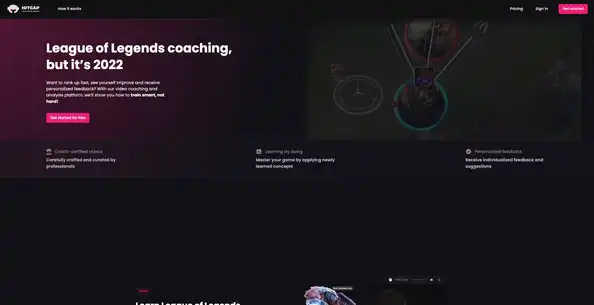 HITCAP
How it works
Pricing
Sign in
Get started
League of Legends coaching,
but it's 2022
Want to rank up fast, see yourself improve and receive
personalized feedback? With our video coaching and
analysis platform, we'll show you how to train smart, not
hard!
Get started for free
Coach-certified videos
Carefully crafted and curated by
professionals
Learning by doing
Master your game by applying newly
learned concepts
Personalized feedback
Receive individualized feedback and
suggestions
Learn League of Legends